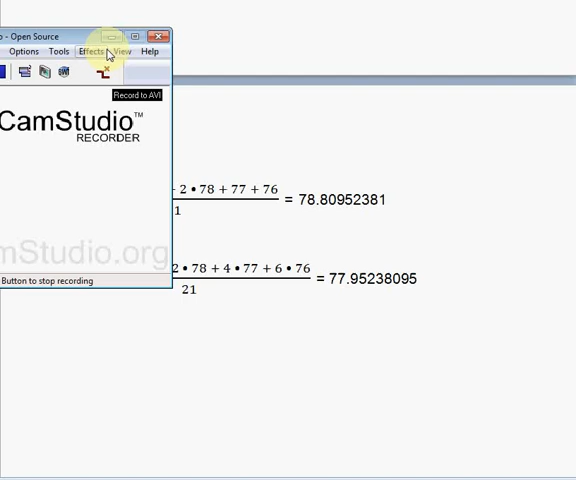 o - Open Source
Options Tools Effects View Help
Record to AVI
CamStudio™
RECORDER
mStudio.org
Button to stop recording
- 2 • 78 + 77 + 76
1
= 78.80952381
2 • 78 + 4 • 77 + 6 • 76
21
= 77.95238095